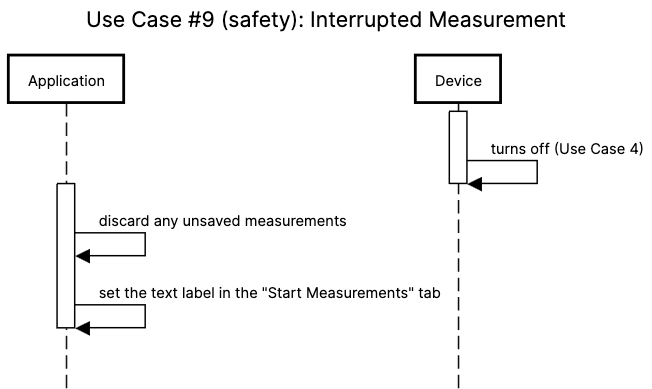 Use Case #9 (safety): Interrupted Measurement
Application
Device
turns off (Use Case 4)
discard any unsaved measurements
set the text label in the "Start Measurements" tab